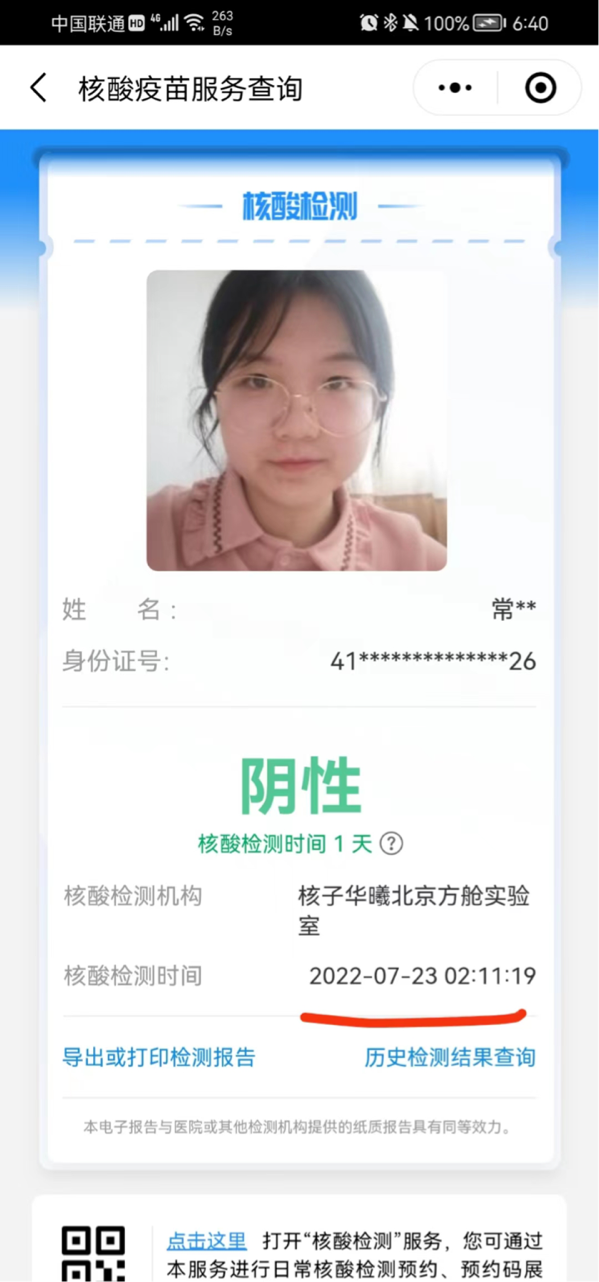 中国联通 HD 4G 263 B/s 100% 6:40
核酸疫苗服务查询
核酸检测
姓 名： 常**
身份证号： 41**************26
阴性
核酸检测时间 1 天 ?
核酸检测机构 核子华曦北京方舱实验
室
核酸检测时间 2022-07-23 02:11:19
导出或打印检测报告 历史检测结果查询
本电子报告与医院或其他检测机构提供的纸质报告具有同等效力。
点击这里 打开“核酸检测”服务，您可通过
本服务进行日常核酸检测预约、预约码展